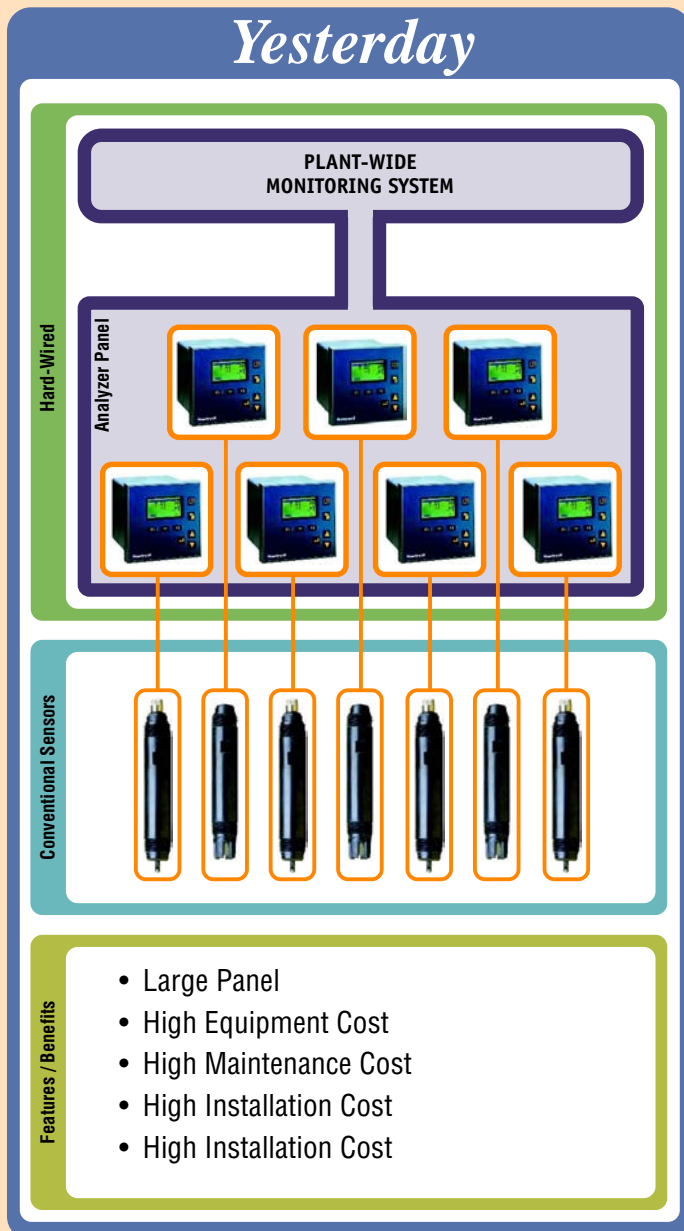 Yesterday
PLANT-WIDE
MONITORING SYSTEM
Hard-Wired
Analyzer Panel
Conventional Sensors
Features / Benefits
• Large Panel
• High Equipment Cost
• High Maintenance Cost
• High Installation Cost
• High Installation Cost